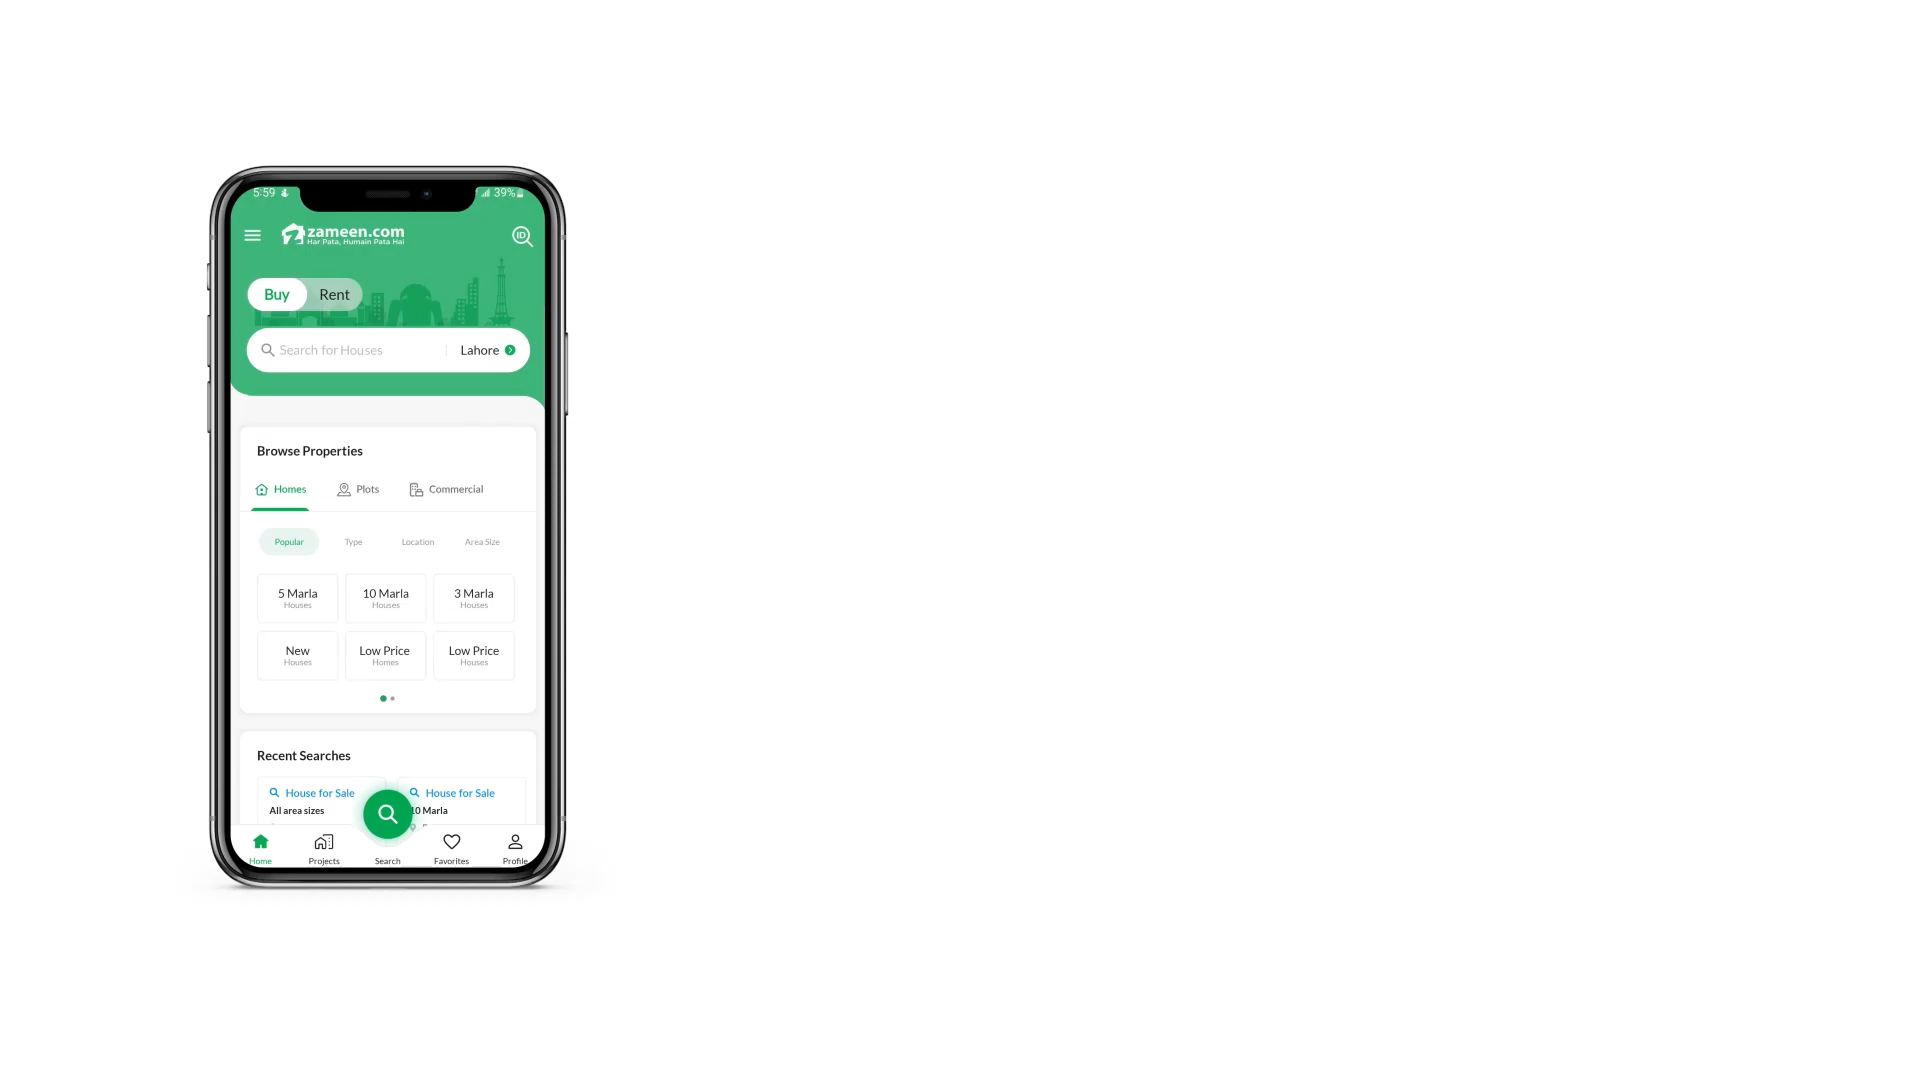 5:59
39%
zameen.com
Har Pata, Humain Pata Hai
ID
Buy Rent
Search for Houses Lahore
Browse Properties
Homes Plots Commercial
Popular Type Location Area Size
5 Marla 10 Marla 3 Marla
Houses Houses Houses
New Low Price Low Price
Houses Homes Houses
Recent Searches
House for Sale House for Sale
All area sizes 10 Marla
Home Projects Search Favorites Profile